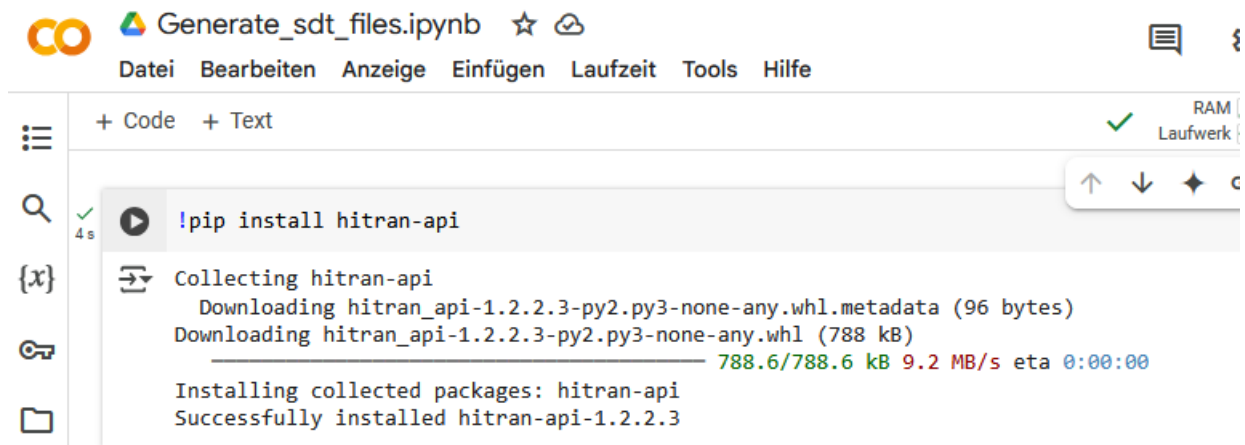 Generate_sdt_files.ipynb
Datei Bearbeiten Anzeige Einfügen Laufzeit Tools Hilfe
+ Code + Text
RAM
Laufwerk
4 s
!pip install hitran-api
{x}
Collecting hitran-api
Downloading hitran_api-1.2.2.3-py2.py3-none-any.whl.metadata (96 bytes)
Downloading hitran_api-1.2.2.3-py2.py3-none-any.whl (788 kB)
788.6/788.6 kB 9.2 MB/s eta 0:00:00
Installing collected packages: hitran-api
Successfully installed hitran-api-1.2.2.3